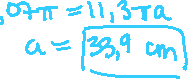 ,07π = 11,3πa
a = 33,9 cm